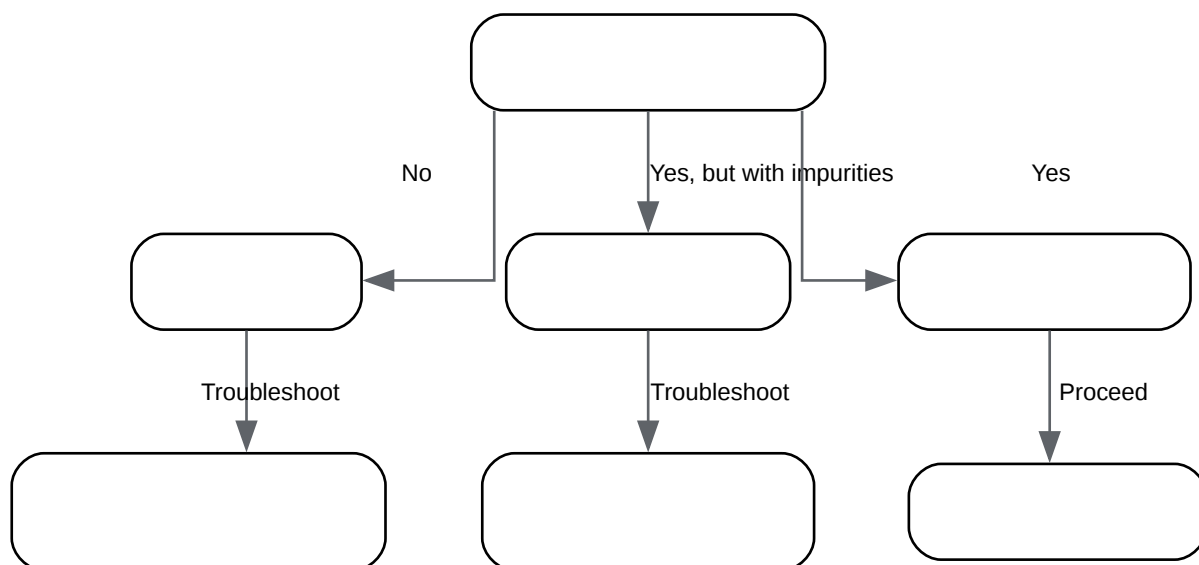 No
Yes, but with impurities
Yes
Troubleshoot
Troubleshoot
Proceed